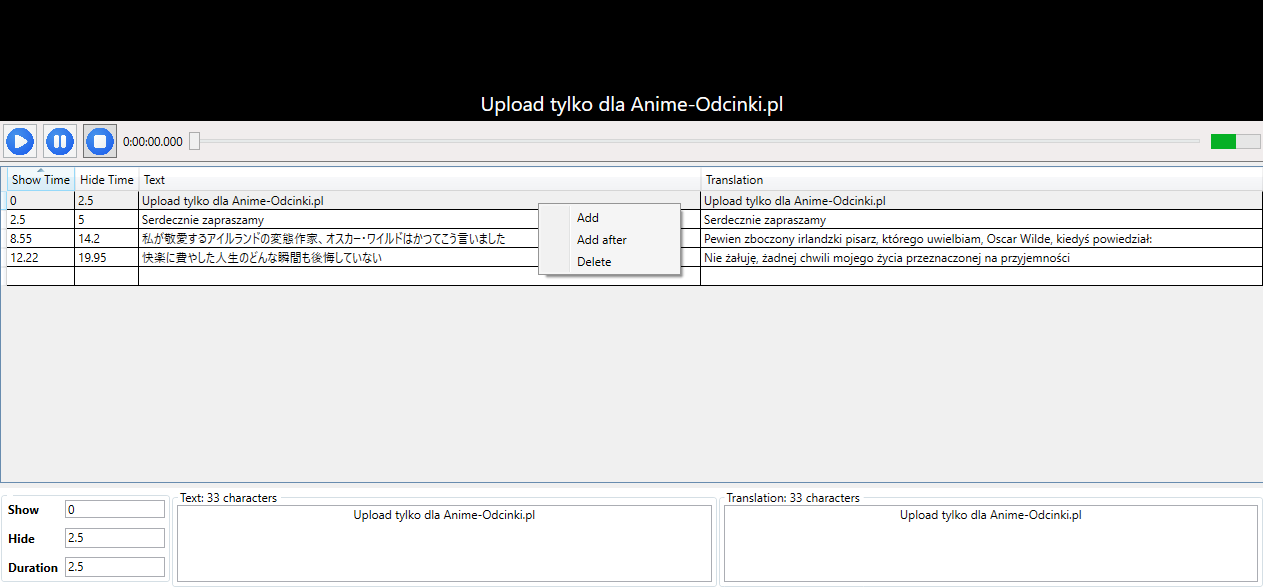 Upload tylko dla Anime-Odcinki.pl
0:00:00.000
Show Time Hide Time Text Translation
0 2.5 Upload tylko dla Anime-Odcinki.pl Upload tylko dla Anime-Odcinki.pl
2.5 5 Serdecznie zapraszamy Serdecznie zapraszamy
8.55 14.2 私が敬愛するアイルランドの変態作家、オスカー・ワイルドはかつてこう言いました Pewien zboczony irlandzki pisarz, którego uwielbiam, Oscar Wilde, kiedyś powiedział:
12.22 19.95 快楽に費やした人生のどんな瞬間も後悔していない Nie żałuję, żadnej chwili mojego życia przeznaczonej na przyjemności
Add
Add after
Delete
Show 0
Hide 2.5
Duration 2.5
Text: 33 characters
Upload tylko dla Anime-Odcinki.pl
Translation: 33 characters
Upload tylko dla Anime-Odcinki.pl